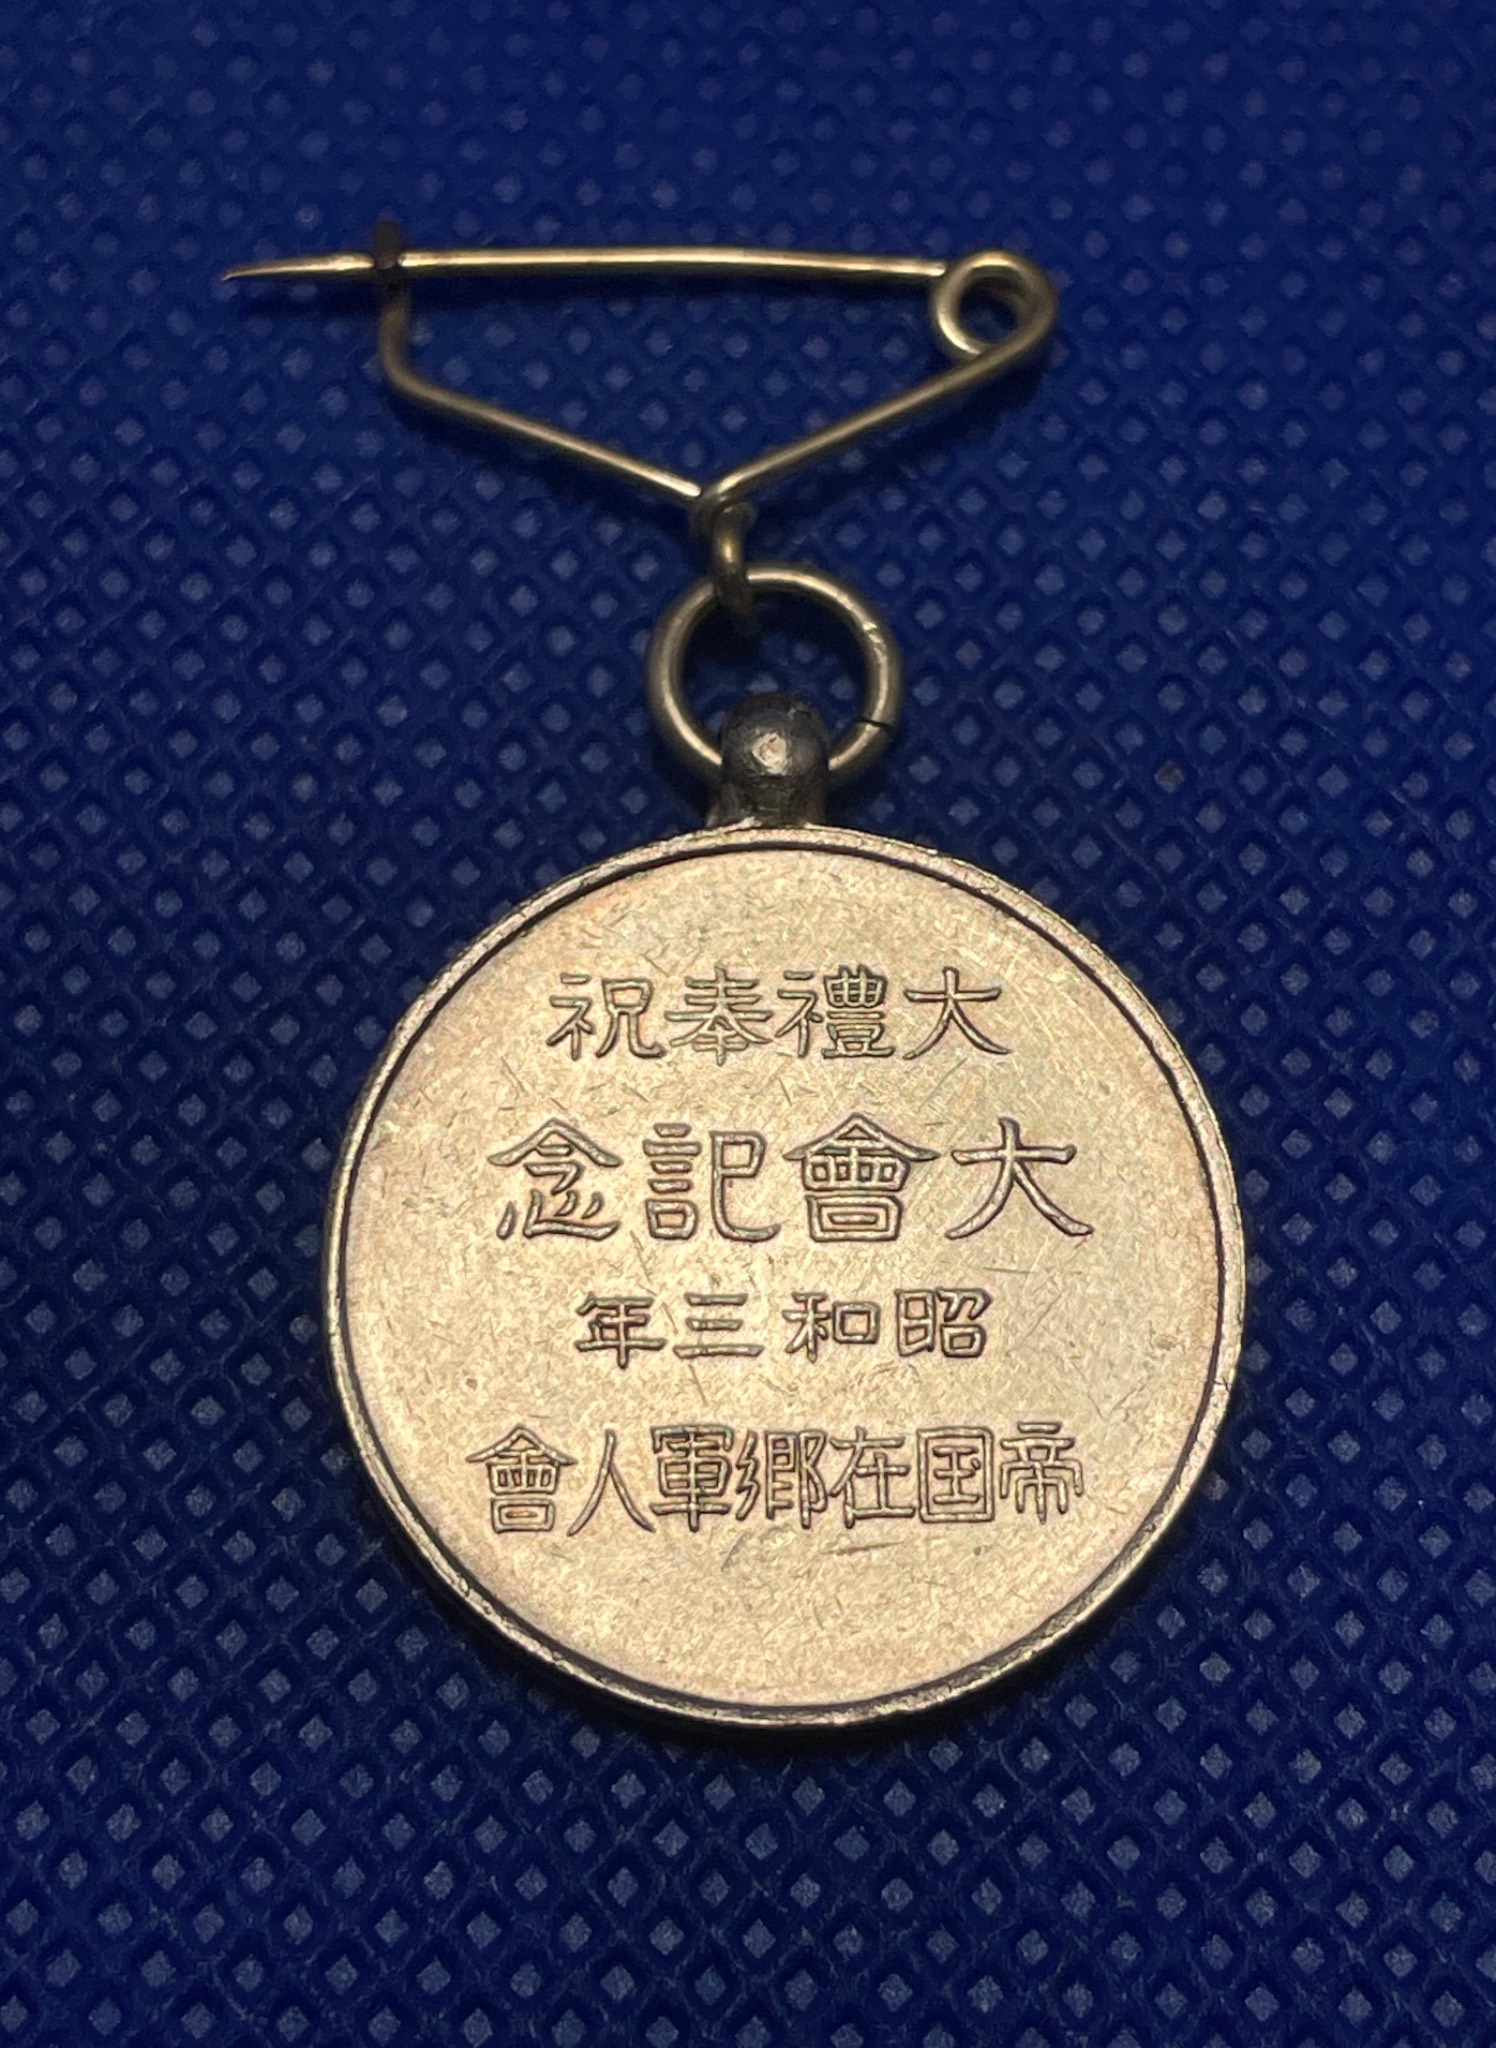 大禮奉祝
大會記念
昭和三年
帝国在郷軍人會